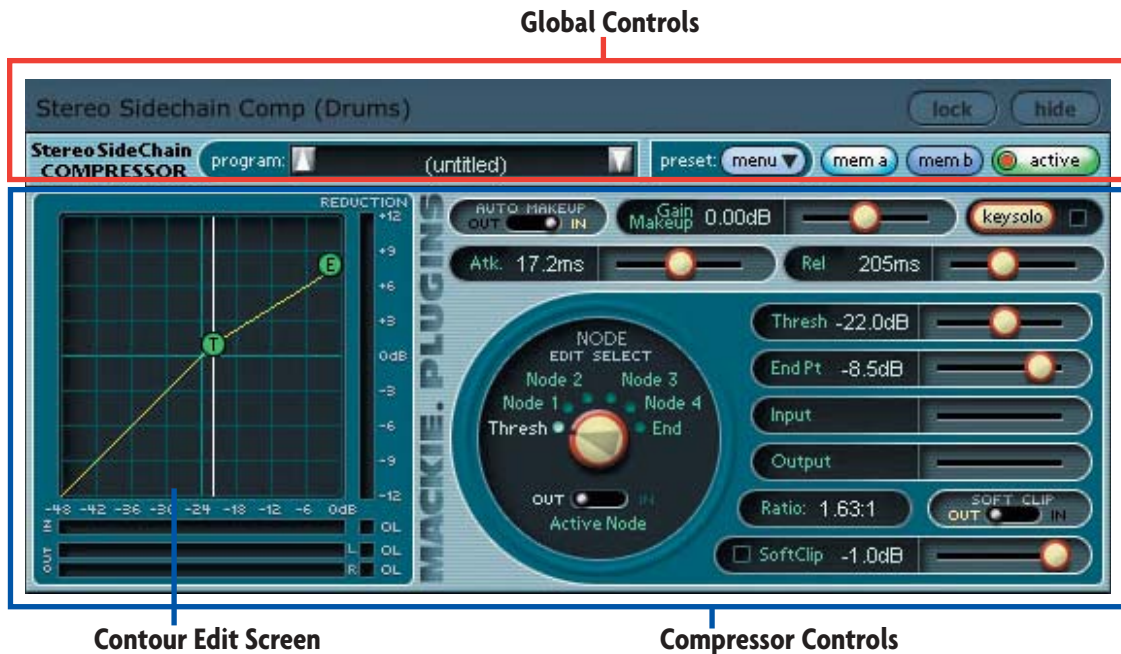 Global Controls
Stereo Sidechain Comp (Drums)
lock
hide
Stereo SideChain
COMPRESSOR
program:
(untitled)
preset:
menu
mem a
mem b
active
REDUCTION
+12
+9
+6
+3
0dB
-3
-6
-9
-12
-48 -42 -36 -30 -24 -18 -12 -6 0dB
IN
OL
OUT
L
OL
R
OL
MACKIE. PLUGINS
AUTO MAKEUP
OUT
IN
Gain
Makeup
0.00dB
keysolo
Atk. 17.2ms
Rel 205ms
NODE
EDIT SELECT
Node 2
Node 3
Node 1
Node 4
Thresh
End
OUT
IN
Active Node
Thresh -22.0dB
End Pt -8.5dB
Input
Output
Ratio: 1.63:1
SOFT CLIP
OUT
IN
SoftClip -1.0dB
T
E
Contour Edit Screen
Compressor Controls